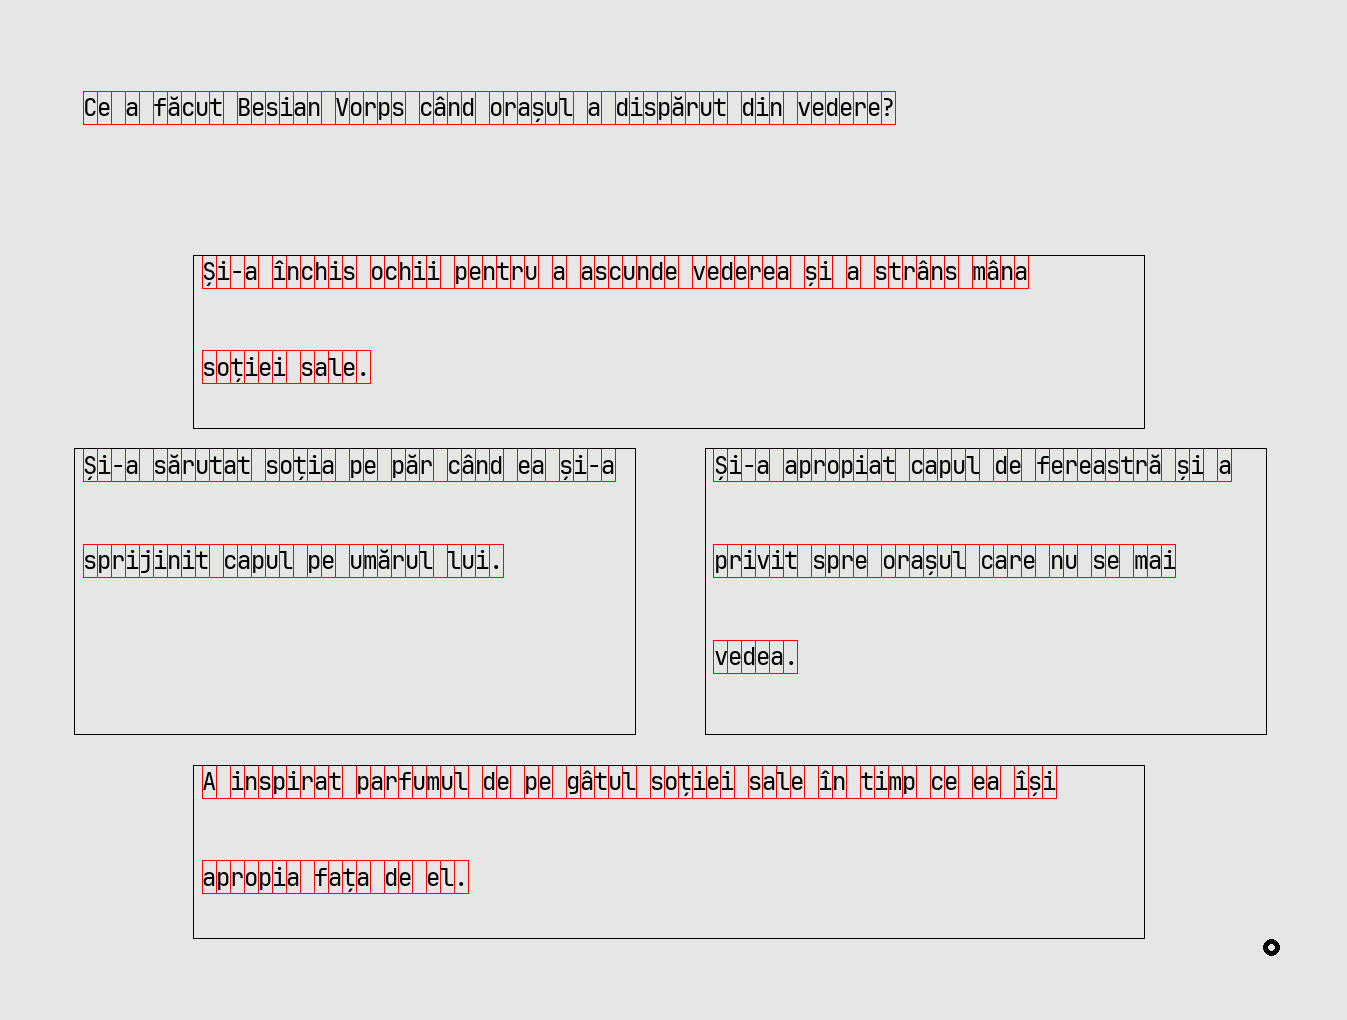 Ce a făcut Besian Vorps când orașul a dispărut din vedere?
Și-a închis ochii pentru a ascunde vederea și a strâns mâna
soției sale.
Și-a sărutat soția pe păr când ea și-a
sprijinit capul pe umărul lui.
Și-a apropiat capul de fereastră și a
privit spre orașul care nu se mai
vedea.
A inspirat parfumul de pe gâtul soției sale în timp ce ea își
apropia fața de el.